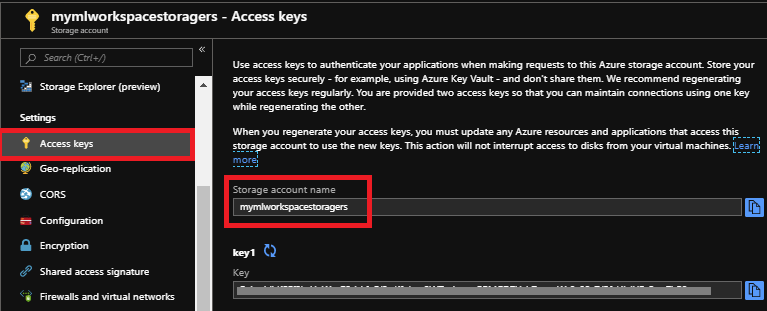 mymlworkspacestoragers - Access keys
Storage account
Search (Ctrl+/)
«
Storage Explorer (preview)
Settings
Access keys
Geo-replication
CORS
Configuration
Encryption
Shared access signature
Firewalls and virtual networks
Use access keys to authenticate your applications when making requests to this Azure storage account. Store your
access keys securely - for example, using Azure Key Vault - and don't share them. We recommend regenerating
your access keys regularly. You are provided two access keys so that you can maintain connections using one key
while regenerating the other.
When you regenerate your access keys, you must update any Azure resources and applications that access this
storage account to use the new keys. This action will not interrupt access to disks from your virtual machines. Learn
more
Storage account name
mymlworkspacestoragers
key1
Key